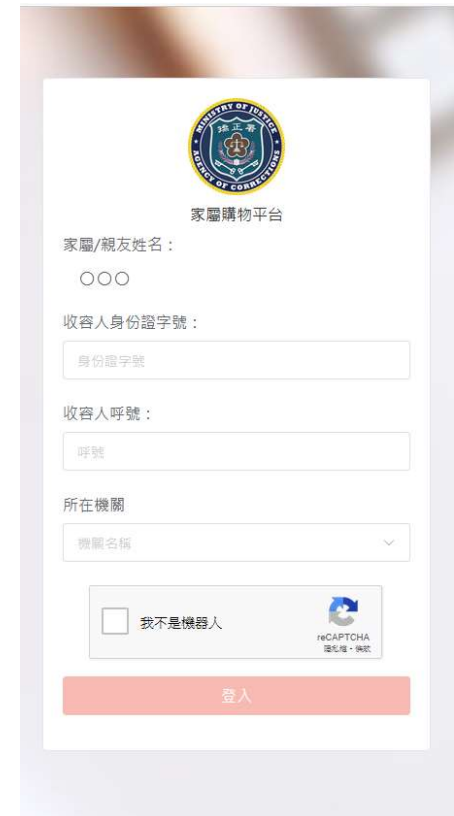 MINISTRY OF JUSTICE
矯正署
AGENCY OF CORRECTIONS
家屬購物平台
家屬/親友姓名：
○○○
收容人身份證字號：
身份證字號
收容人呼號：
呼號
所在機關
機關名稱
我不是機器人
reCAPTCHA
隱私權 - 條款
登入